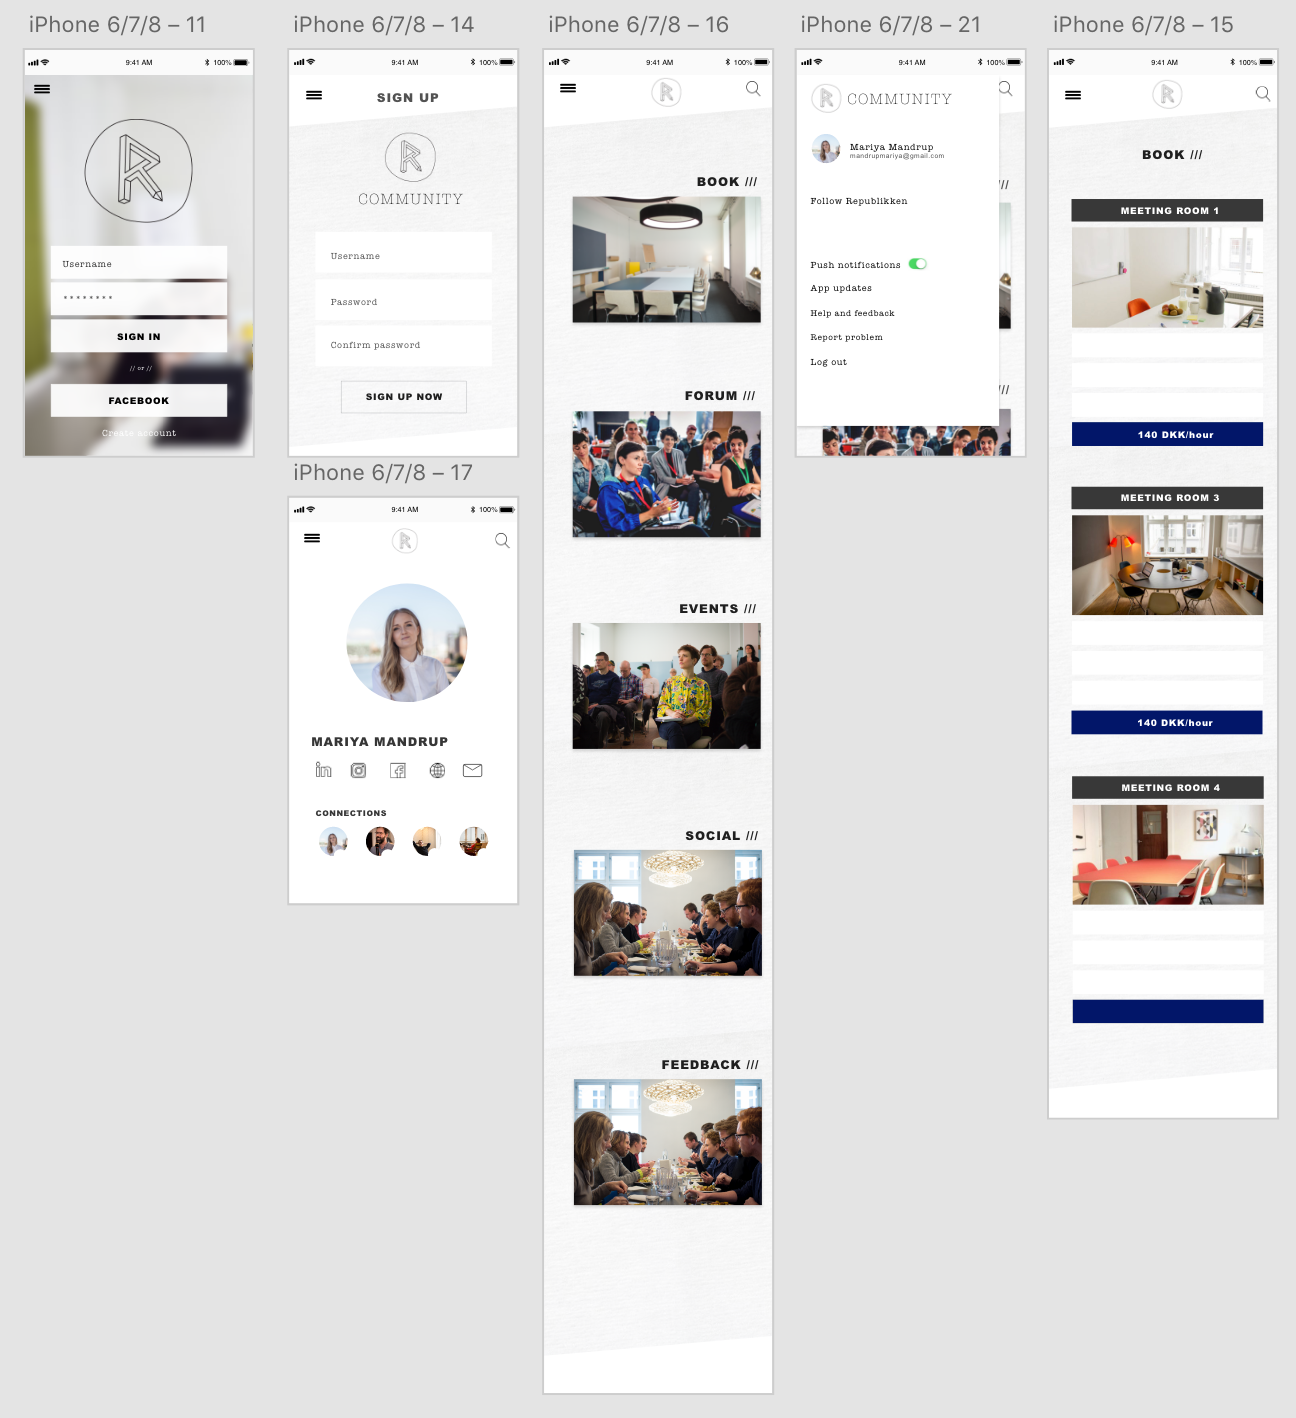 iPhone 6/7/8 – 11
9:41 AM
100%
Username
********
SIGN IN
// or //
FACEBOOK
Create account
iPhone 6/7/8 – 14
9:41 AM
100%
SIGN UP
COMMUNITY
Username
Password
Confirm password
SIGN UP NOW
iPhone 6/7/8 – 17
9:41 AM
100%
MARIYA MANDRUP
CONNECTIONS
iPhone 6/7/8 – 16
9:41 AM
100%
BOOK ///
FORUM ///
EVENTS ///
SOCIAL ///
FEEDBACK ///
iPhone 6/7/8 – 21
9:41 AM
100%
COMMUNITY
Mariya Mandrup
mandrupmariya@gmail.com
Follow Republikken
Push notifications
App updates
Help and feedback
Report problem
Log out
iPhone 6/7/8 – 15
9:41 AM
100%
BOOK ///
MEETING ROOM 1
140 DKK/hour
MEETING ROOM 3
140 DKK/hour
MEETING ROOM 4